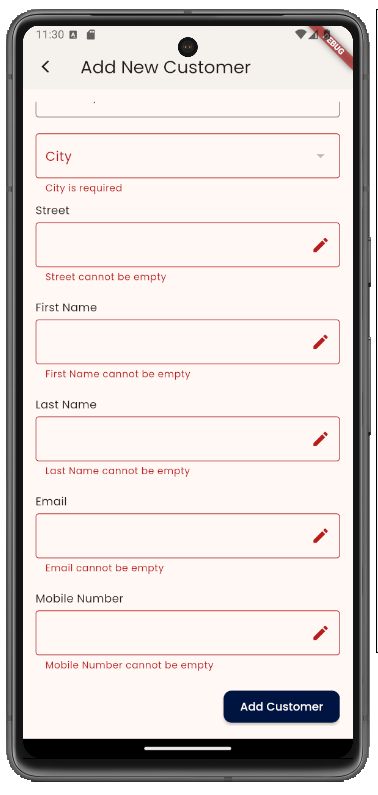 11:30
DEBUG
Add New Customer
City
City is required
Street
Street cannot be empty
First Name
First Name cannot be empty
Last Name
Last Name cannot be empty
Email
Email cannot be empty
Mobile Number
Mobile Number cannot be empty
Add Customer